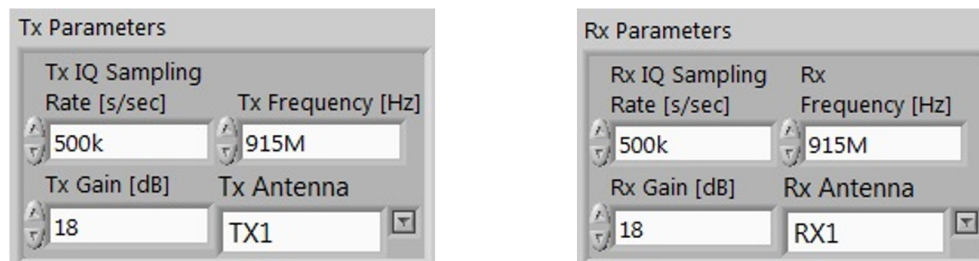 Tx Parameters
Tx IQ Sampling
Rate [s/sec]
Tx Frequency [Hz]
500k
915M
Tx Gain [dB]
Tx Antenna
18
TX1
Rx Parameters
Rx IQ Sampling
Rate [s/sec]
Rx
Frequency [Hz]
500k
915M
Rx Gain [dB]
Rx Antenna
18
RX1